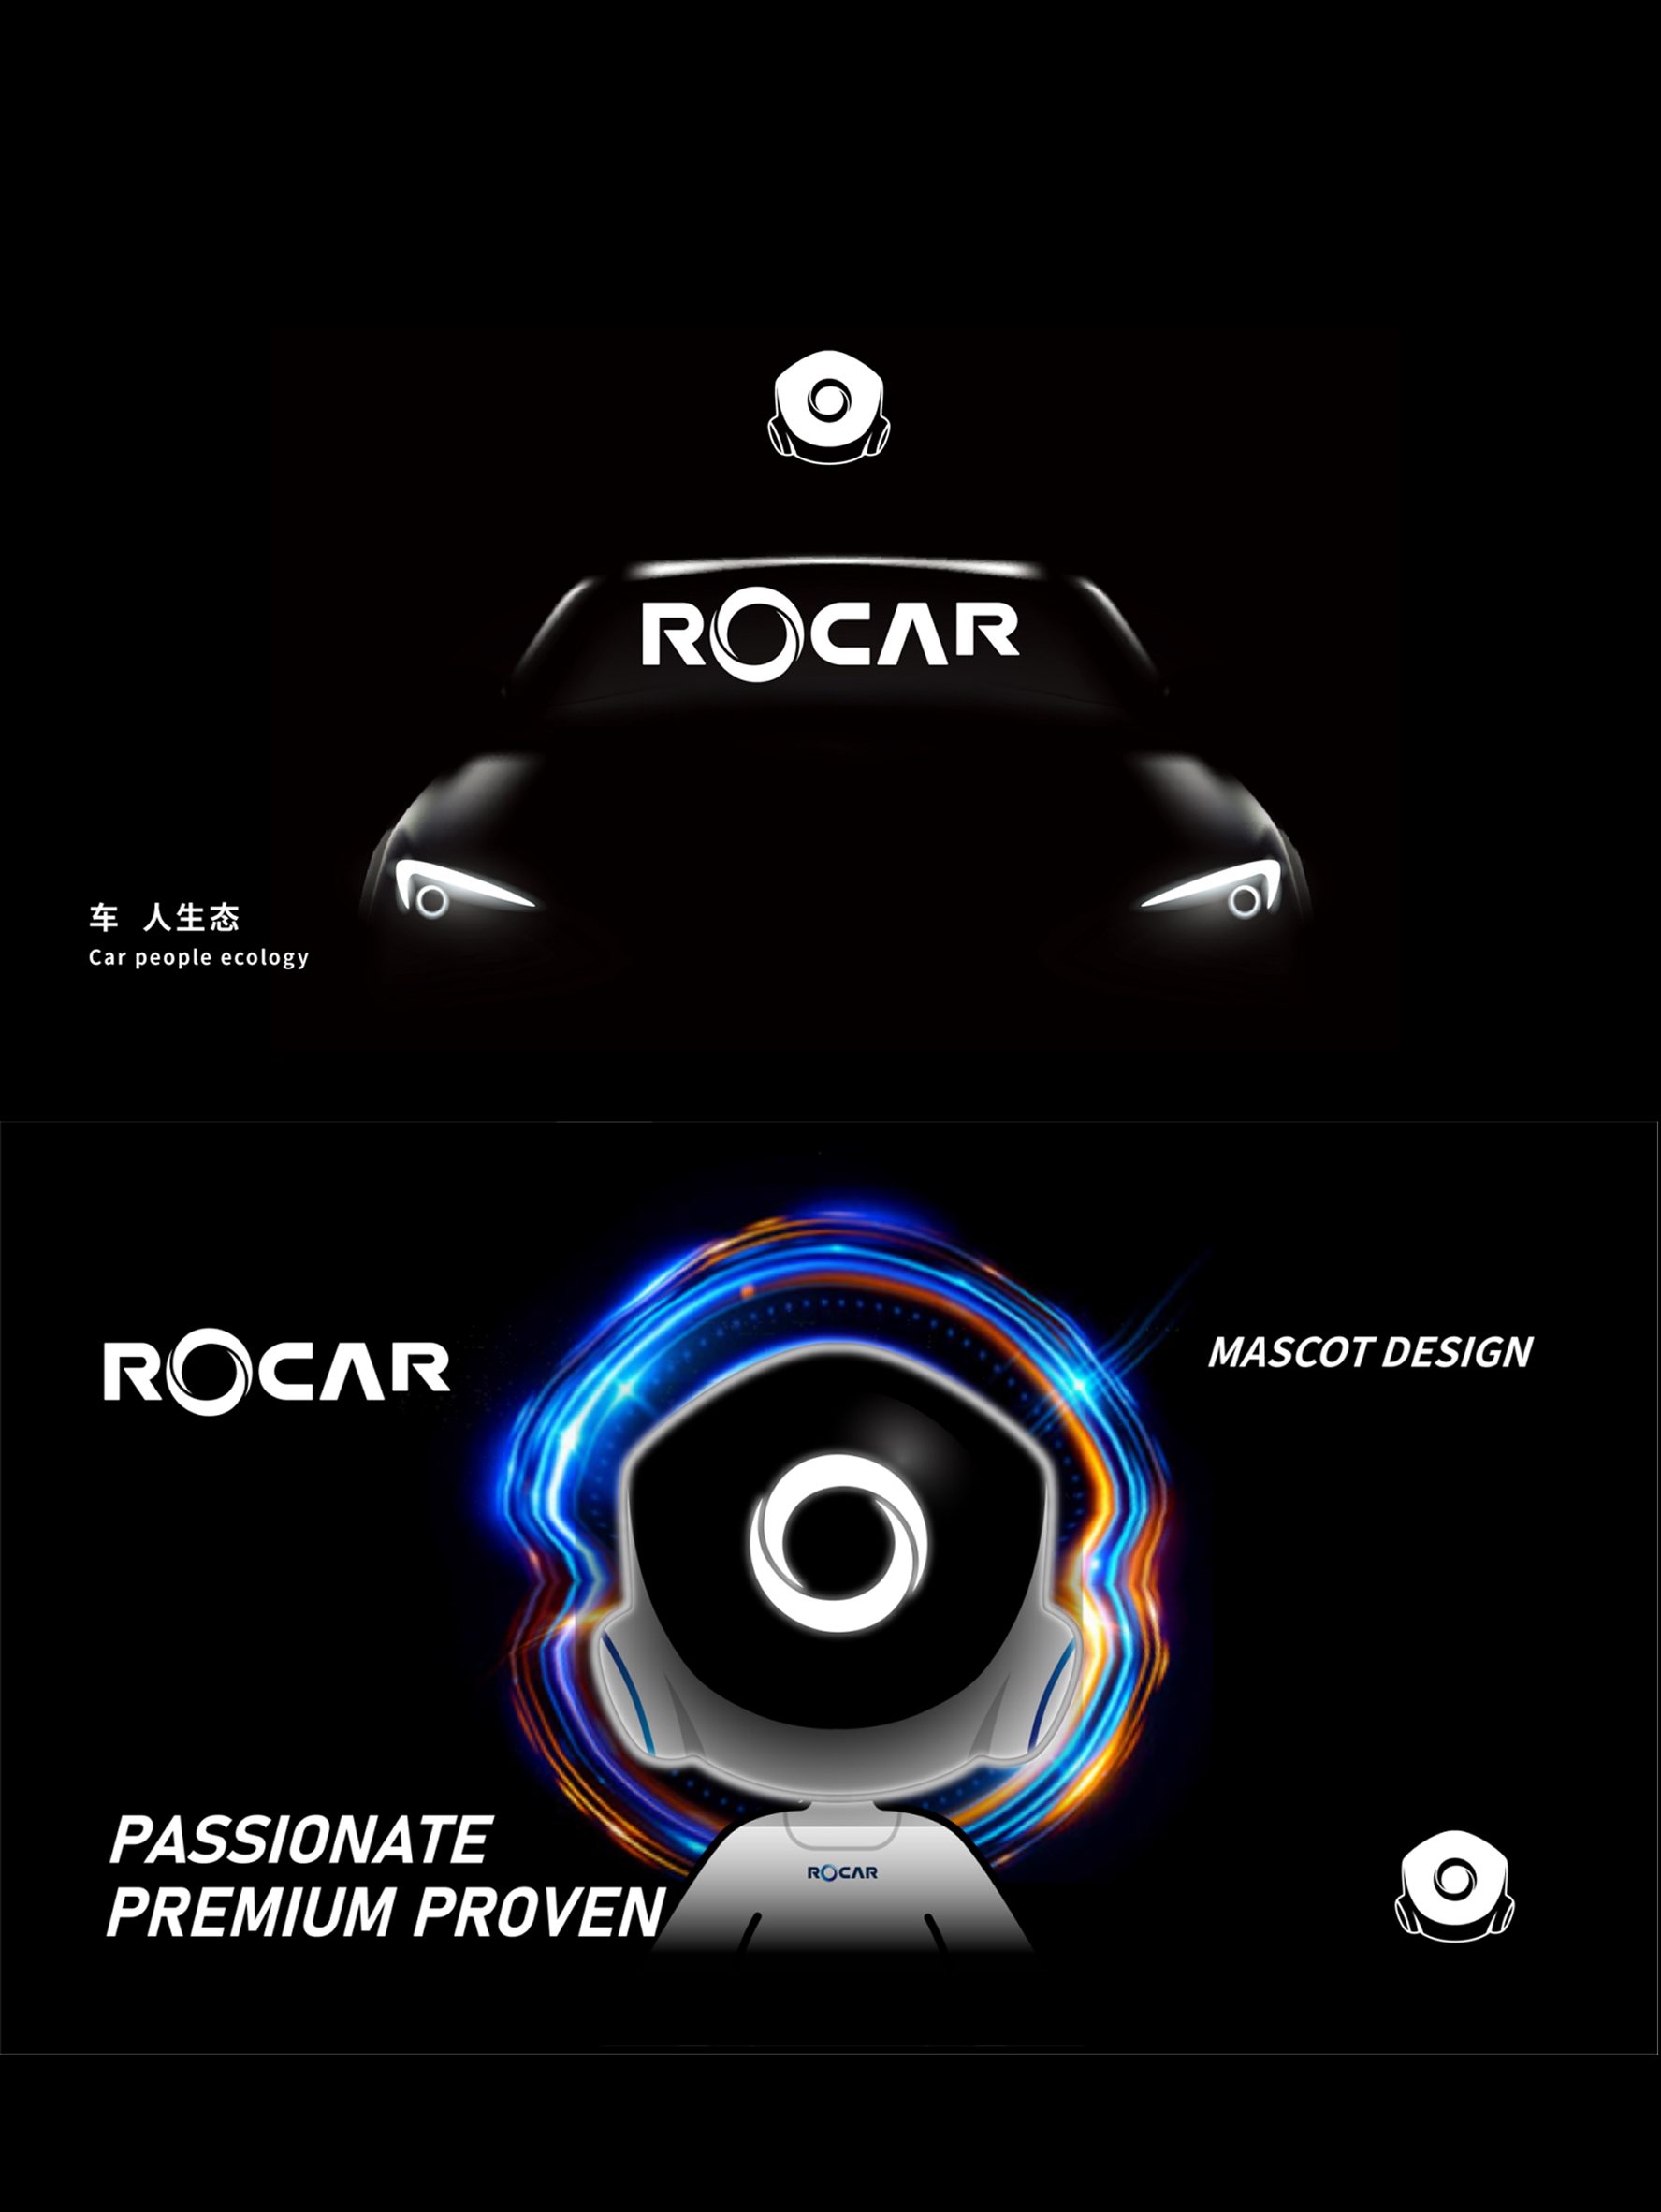 ROCAR
车 人生态
Car people ecology
ROCAR
MASCOT DESIGN
PASSIONATE
PREMIUM PROVEN
ROCAR